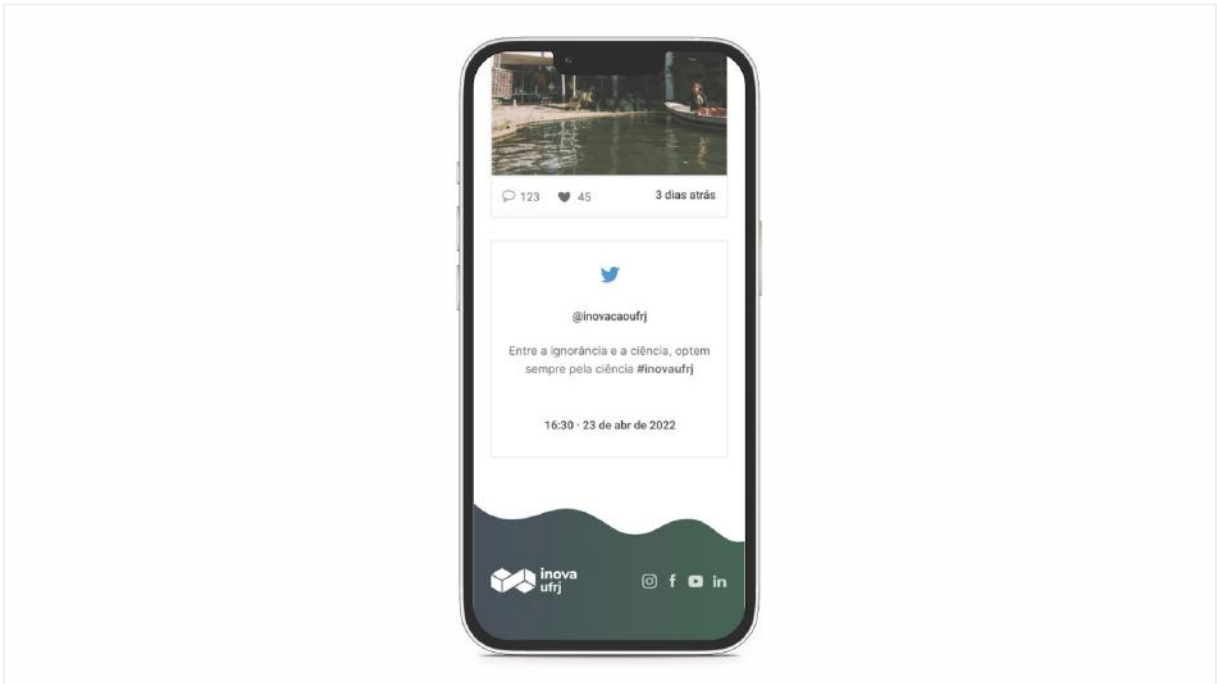 123 45 3 dias atrás
@inovacaoufrj
Entre a ignorância e a ciência, optem
sempre pela ciência #inovaufrj
16:30 · 23 de abr de 2022
inova
ufrj